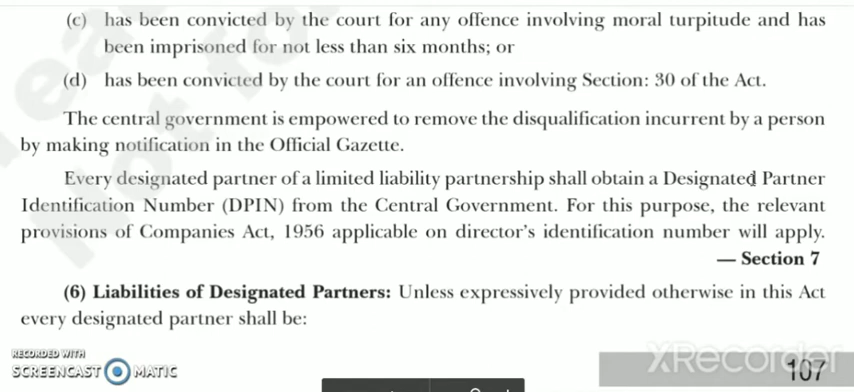 (c) has been convicted by the court for any offence involving moral turpitude and has
been imprisoned for not less than six months; or
(d) has been convicted by the court for an offence involving Section: 30 of the Act.
The central government is empowered to remove the disqualification incurrent by a person
by making notification in the Official Gazette.
Every designated partner of a limited liability partnership shall obtain a Designated Partner
Identification Number (DPIN) from the Central Government. For this purpose, the relevant
provisions of Companies Act, 1956 applicable on director's identification number will apply.
— Section 7
(6) Liabilities of Designated Partners: Unless expressively provided otherwise in this Act
every designated partner shall be:
RECORDED WITH
SCREENCAST O MATIC
XRecorder
107